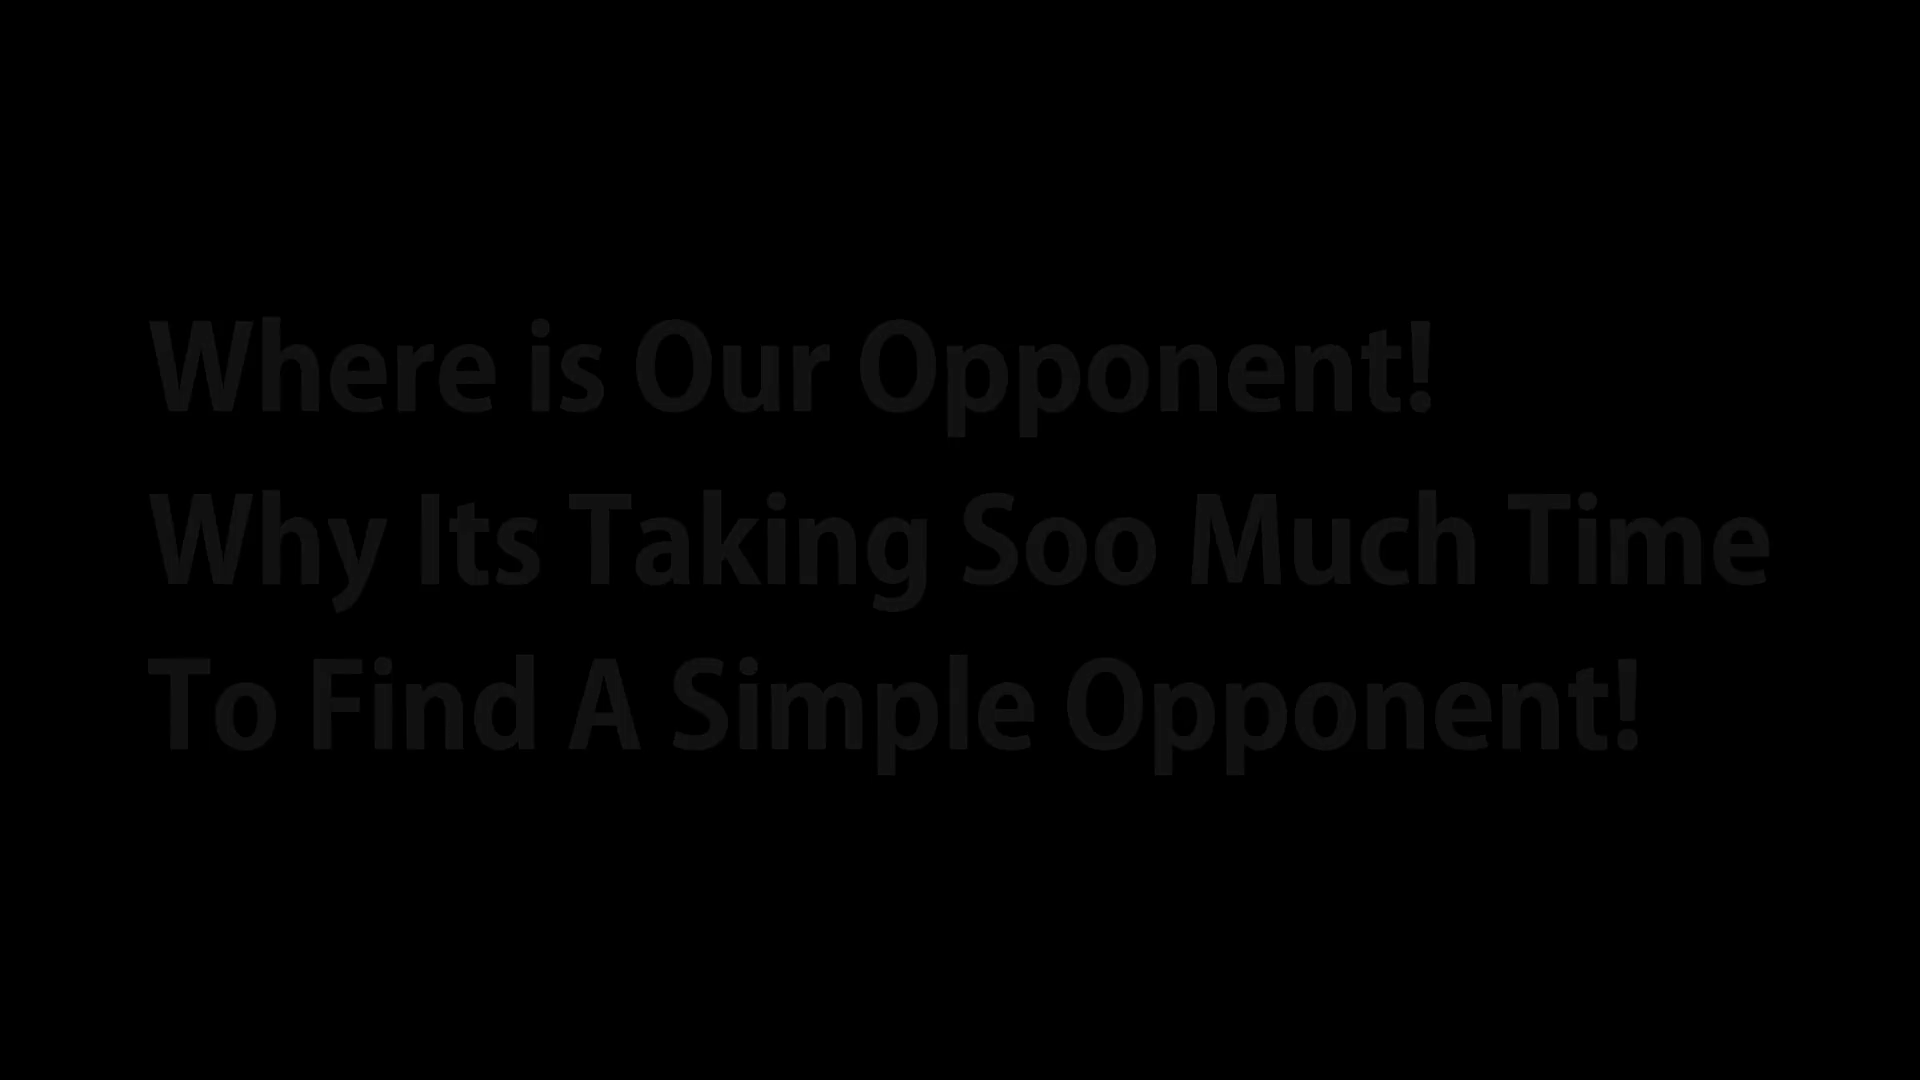 Where is Our Opponent!
Why Its Taking Soo Much Time
To Find A Simple Opponent!